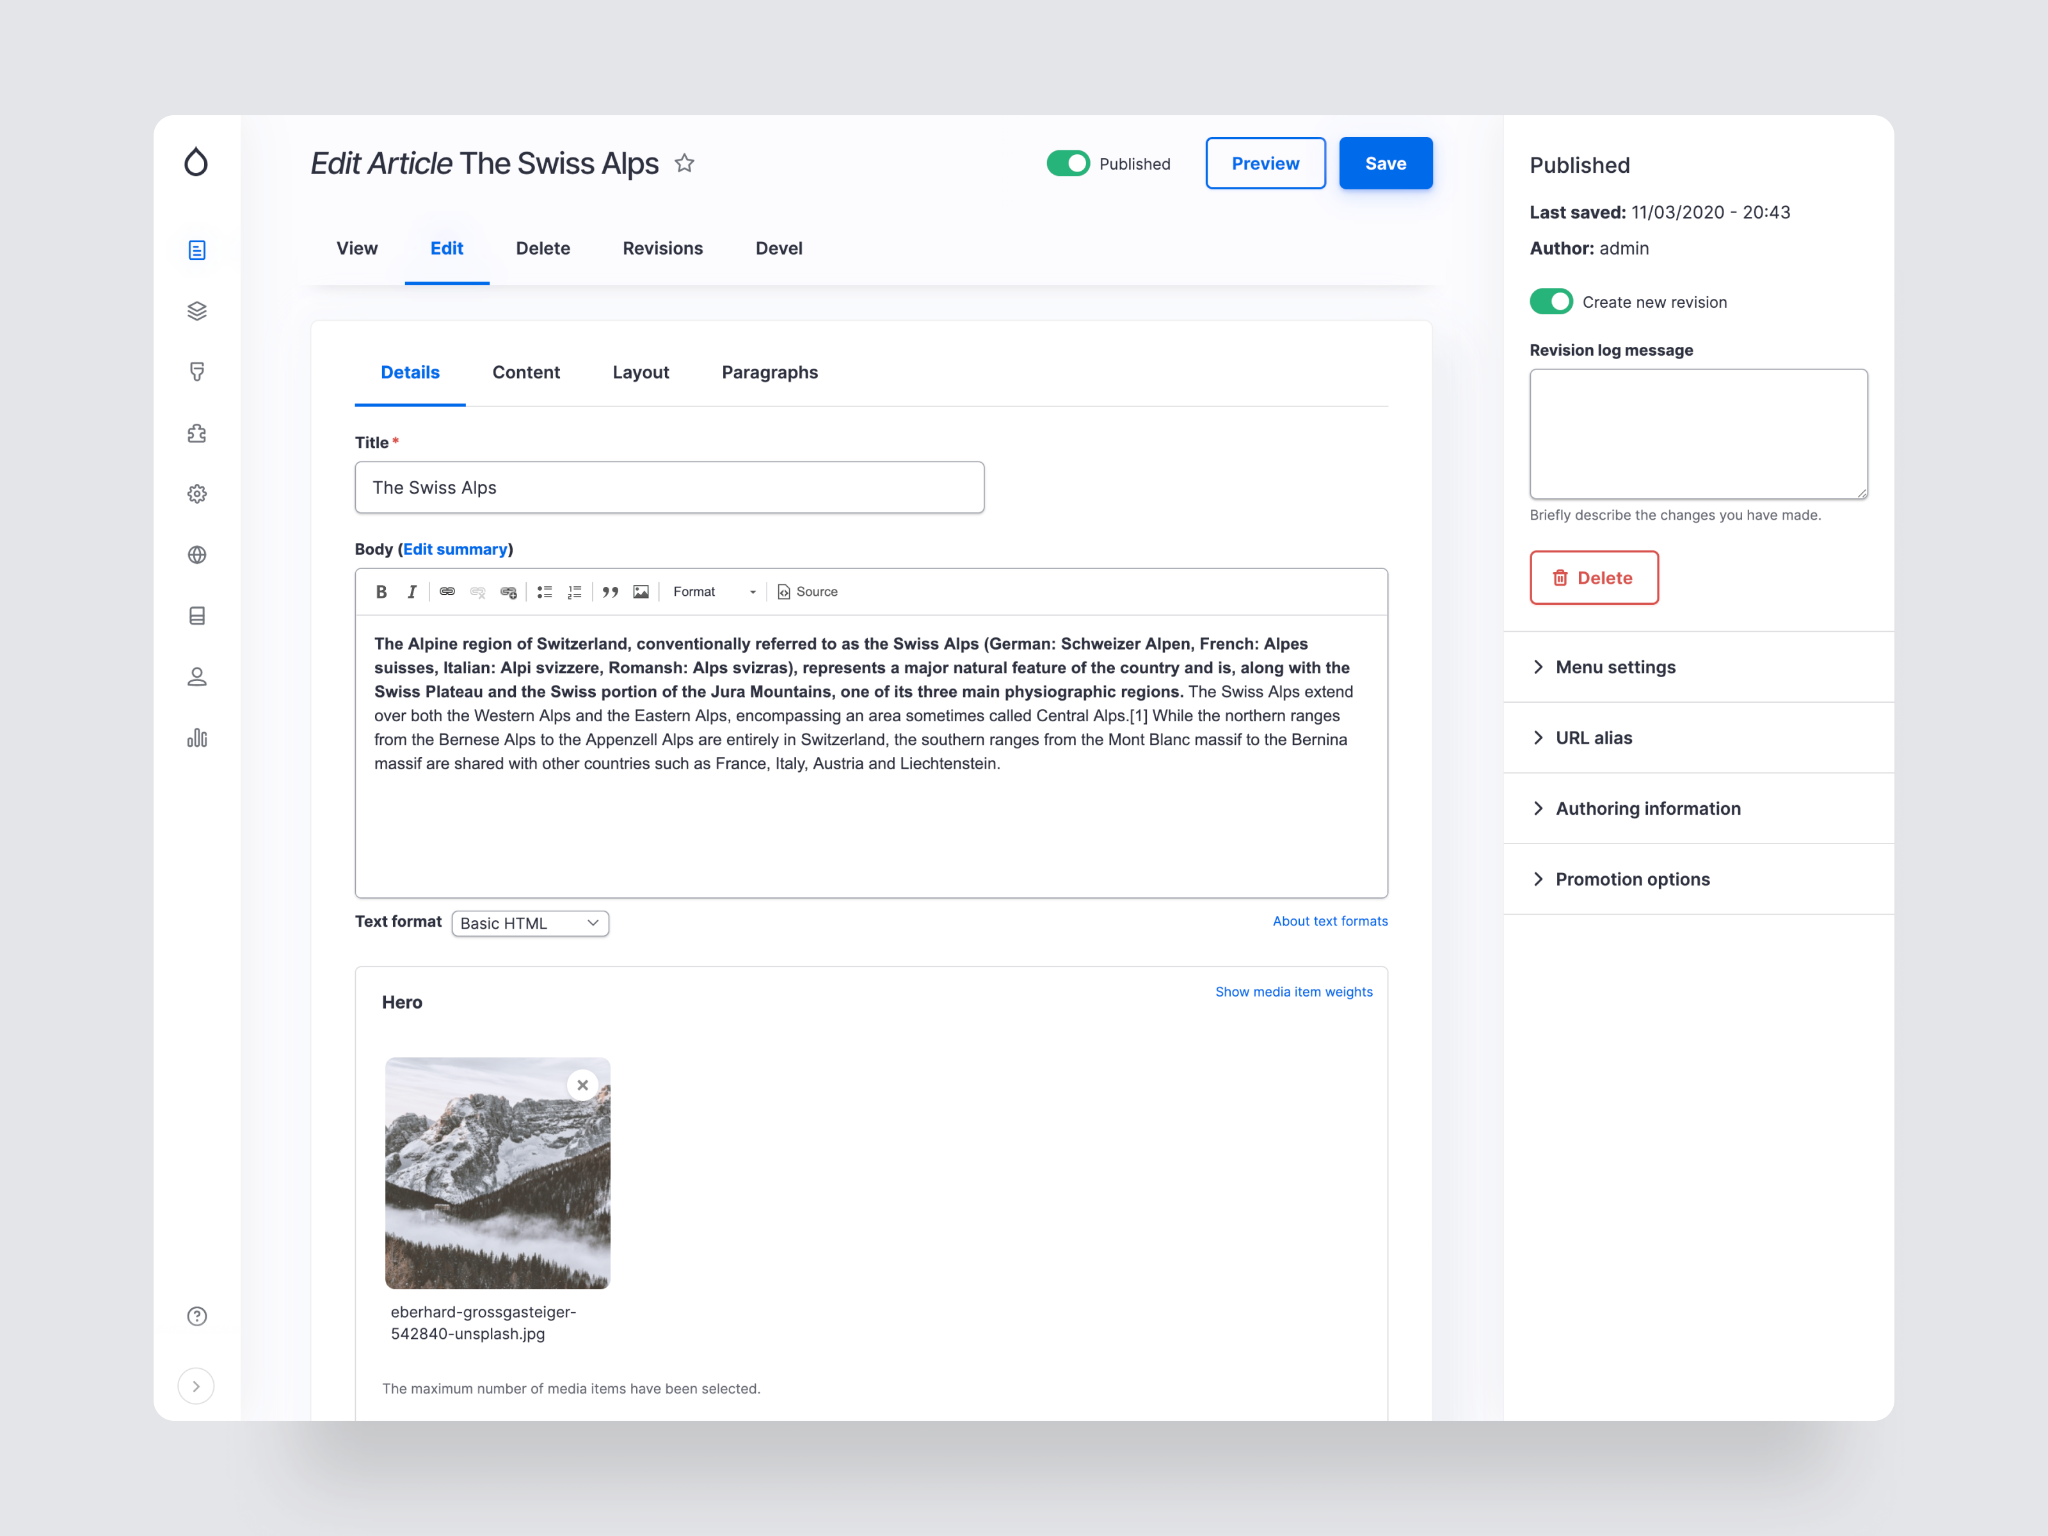 Edit Article The Swiss Alps
Published
Preview
Save
View
Edit
Delete
Revisions
Devel
Details
Content
Layout
Paragraphs
Title*
The Swiss Alps
Body (Edit summary)
B I
Format
Source
The Alpine region of Switzerland, conventionally referred to as the Swiss Alps (German: Schweizer Alpen, French: Alpes
suisses, Italian: Alpi svizzere, Romansh: Alps svizras), represents a major natural feature of the country and is, along with the
Swiss Plateau and the Swiss portion of the Jura Mountains, one of its three main physiographic regions. The Swiss Alps extend
over both the Western Alps and the Eastern Alps, encompassing an area sometimes called Central Alps.[1] While the northern ranges
from the Bernese Alps to the Appenzell Alps are entirely in Switzerland, the southern ranges from the Mont Blanc massif to the Bernina
massif are shared with other countries such as France, Italy, Austria and Liechtenstein.
Text format
Basic HTML
About text formats
Hero
Show media item weights
eberhard-grossgasteiger-
542840-unsplash.jpg
The maximum number of media items have been selected.
Published
Last saved: 11/03/2020 - 20:43
Author: admin
Create new revision
Revision log message
Briefly describe the changes you have made.
Delete
Menu settings
URL alias
Authoring information
Promotion options